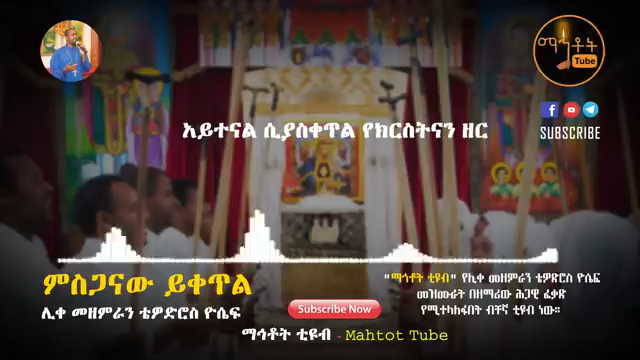 ማኅቶት
Tube
አይተናል ሲያስቀጥል የክርስትናን ዘር
SUBSCRIBE
ምስጋናው ይቀጥል
ሊቀ መዘምራን ቴዎድሮስ ዮሴፍ
"ማኅቶት ቲዩብ" የሊቀ መዘምራን ቴዎድሮስ ዮሴፍ
መዝሙራት በዘማሪው ሕጋዊ ፈቃድ
የሚተላለፉበት ብቸኛ ቲዩብ ነው።
Subscribe Now
ማኅቶት ቲዩብ - Mahtot Tube